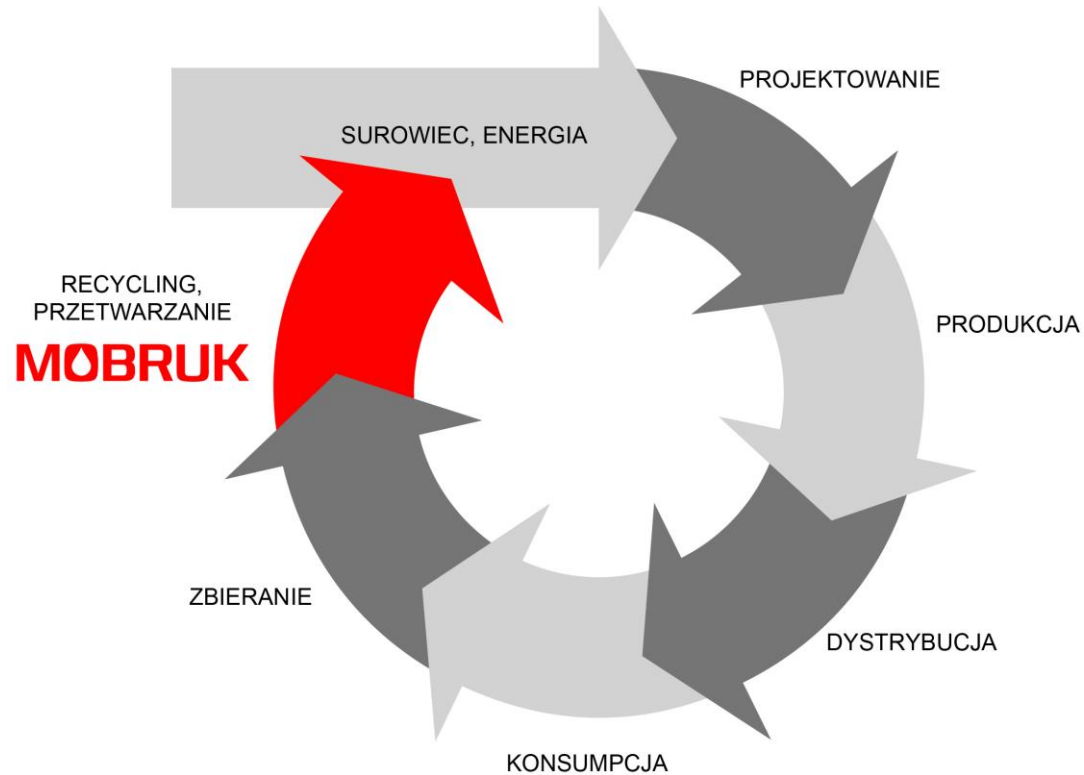 SUROWIEC, ENERGIA
PROJEKTOWANIE
PRODUKCJA
DYSTRYBUCJA
KONSUMPCJA
ZBIERANIE
RECYCLING,
PRZETWARZANIE
MOBRUK